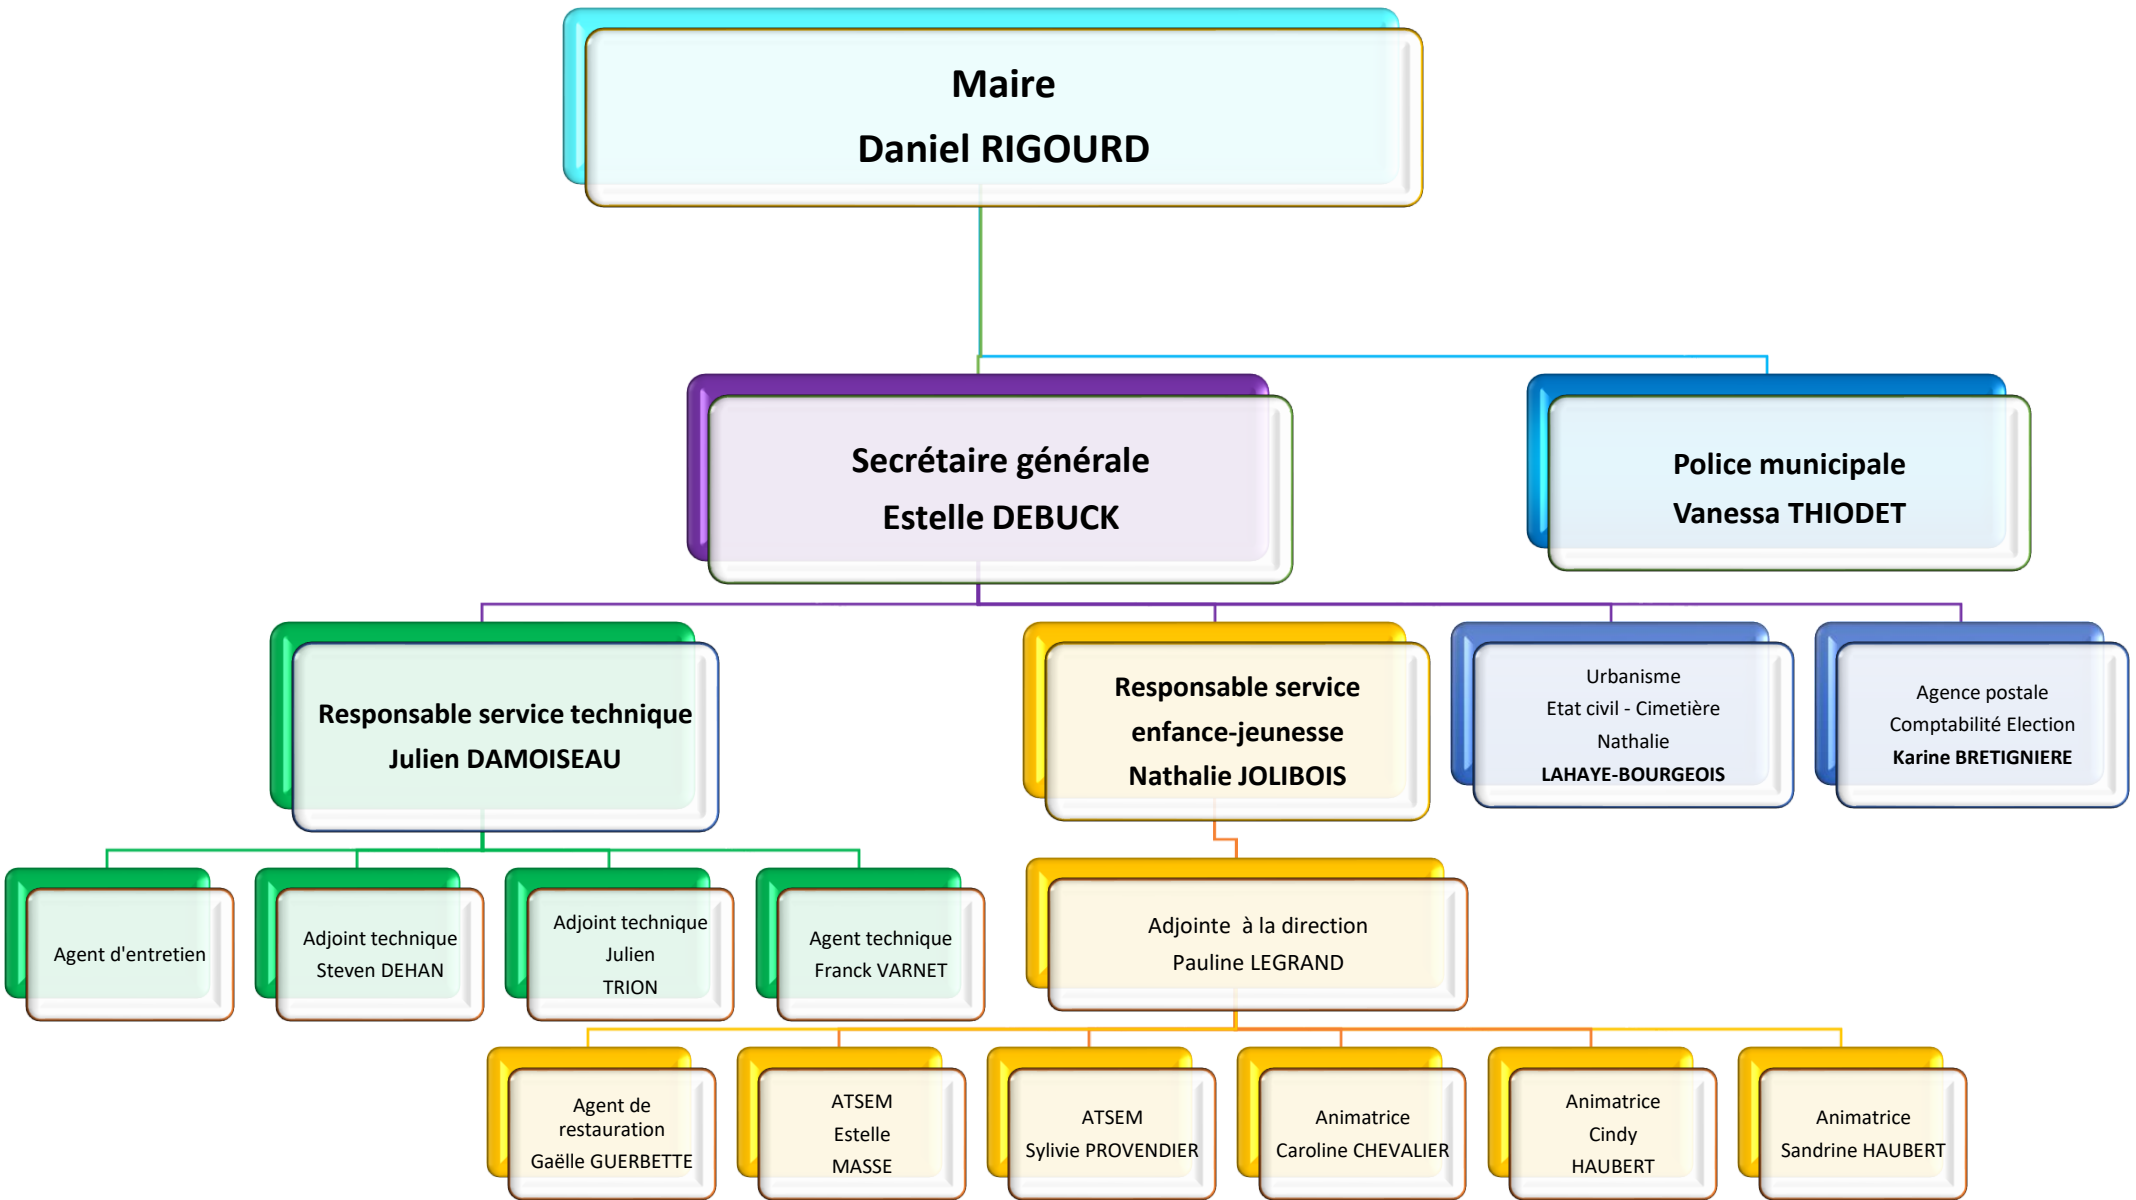 Maire
Daniel RIGOURD
Secrétaire générale
Estelle DEBUCK
Police municipale
Vanessa THIODET
Responsable service technique
Julien DAMOISEAU
Responsable service
enfance-jeunesse
Nathalie JOLIBOIS
Urbanisme
Etat civil - Cimetière
Nathalie
LAHAYE-BOURGEOIS
Agence postale
Comptabilité Election
Karine BRETIGNIERE
Agent d'entretien
Adjoint technique
Steven DEHAN
Adjoint technique
Julien
TRION
Agent technique
Franck VARNET
Adjointe à la direction
Pauline LEGRAND
Agent de
restauration
Gaëlle GUERBETTE
ATSEM
Estelle
MASSE
ATSEM
Sylivie PROVENDIER
Animatrice
Caroline CHEVALIER
Animatrice
Cindy
HAUBERT
Animatrice
Sandrine HAUBERT